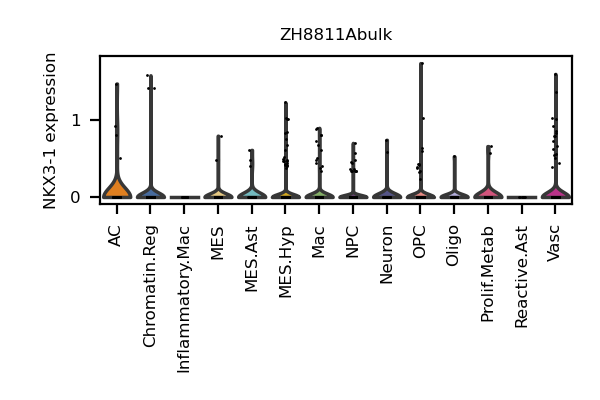 ZH8811Abulk
NKX3-1 expression
1
0
AC
Chromatin.Reg
Inflammatory.Mac
MES
MES.Ast
MES.Hyp
Mac
NPC
Neuron
OPC
Oligo
Prolif.Metab
Reactive.Ast
Vasc